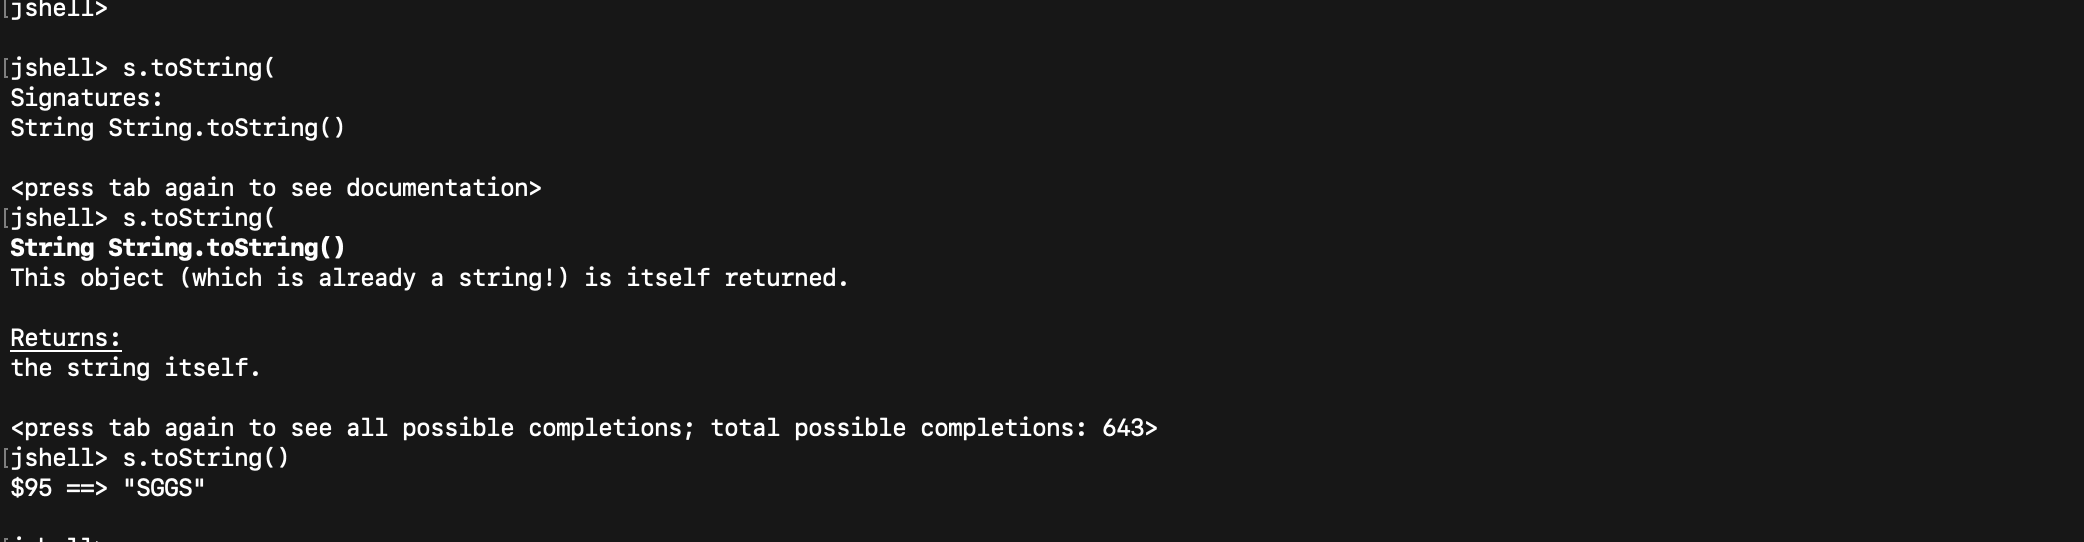 [jshell>
[jshell> s.toString(
Signatures:
String String.toString()
<press tab again to see documentation>
[jshell> s.toString(
String String.toString()
This object (which is already a string!) is itself returned.
Returns:
the string itself.
<press tab again to see all possible completions; total possible completions: 643>
[jshell> s.toString()
$95 ==> "SGGS"
[jshell>